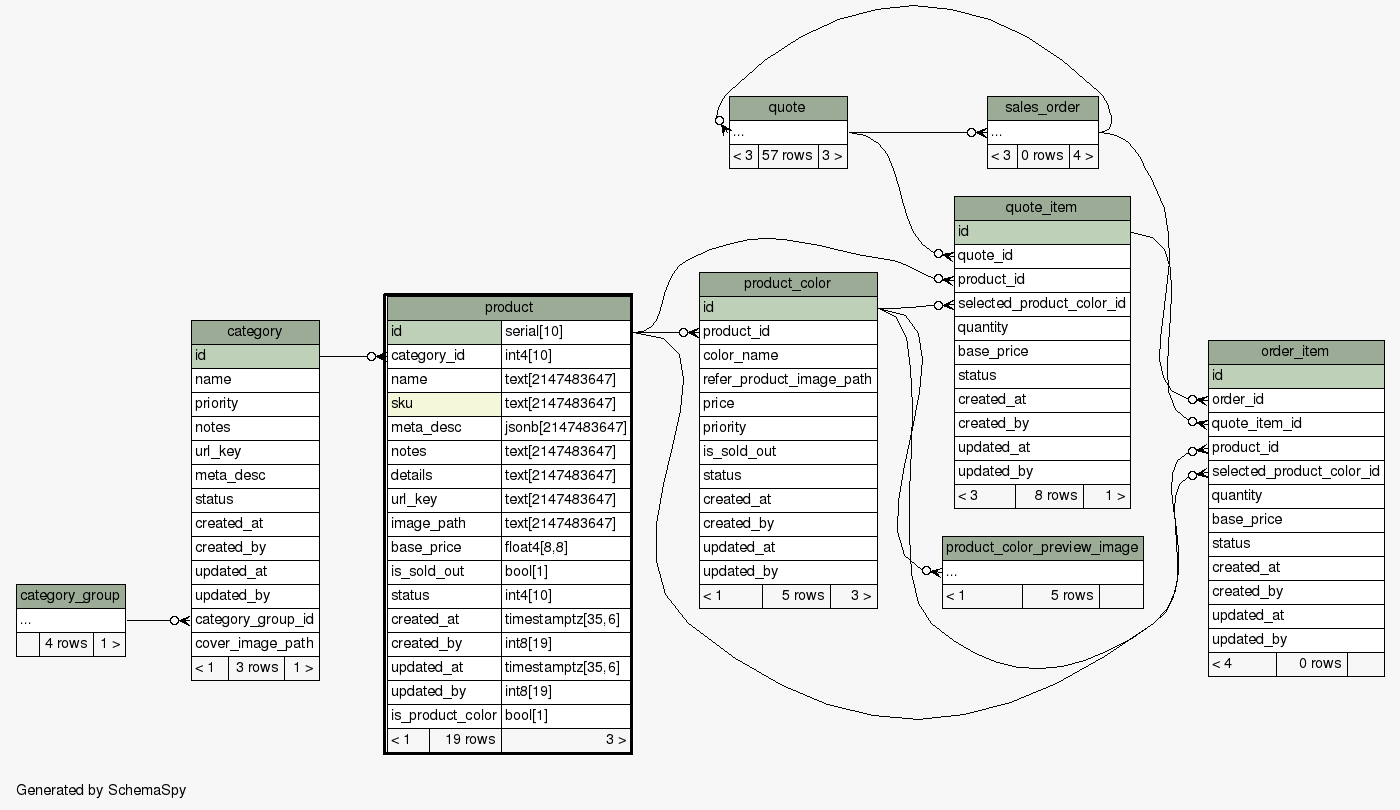 quote
...
< 3 57 rows 3 >
sales_order
...
< 3 0 rows 4 >
quote_item
id
quote_id
product_id
selected_product_color_id
quantity
base_price
status
created_at
created_by
updated_at
updated_by
< 3 8 rows 1 >
product_color
id
product_id
color_name
refer_product_image_path
price
priority
is_sold_out
status
created_at
created_by
updated_at
updated_by
< 1 5 rows 3 >
product
id serial[10]
category_id int4[10]
name text[2147483647]
sku text[2147483647]
meta_desc jsonb[2147483647]
notes text[2147483647]
details text[2147483647]
url_key text[2147483647]
image_path text[2147483647]
base_price float4[8,8]
is_sold_out bool[1]
status int4[10]
created_at timestamptz[35,6]
created_by int8[19]
updated_at timestamptz[35,6]
updated_by int8[19]
is_product_color bool[1]
< 1 19 rows 3 >
category
id
name
priority
notes
url_key
meta_desc
status
created_at
created_by
updated_at
updated_by
category_group_id
cover_image_path
< 1 3 rows 1 >
order_item
id
order_id
quote_item_id
product_id
selected_product_color_id
quantity
base_price
status
created_at
created_by
updated_at
updated_by
< 4 0 rows
product_color_preview_image
...
< 1 5 rows
category_group
...
4 rows 1 >
Generated by SchemaSpy